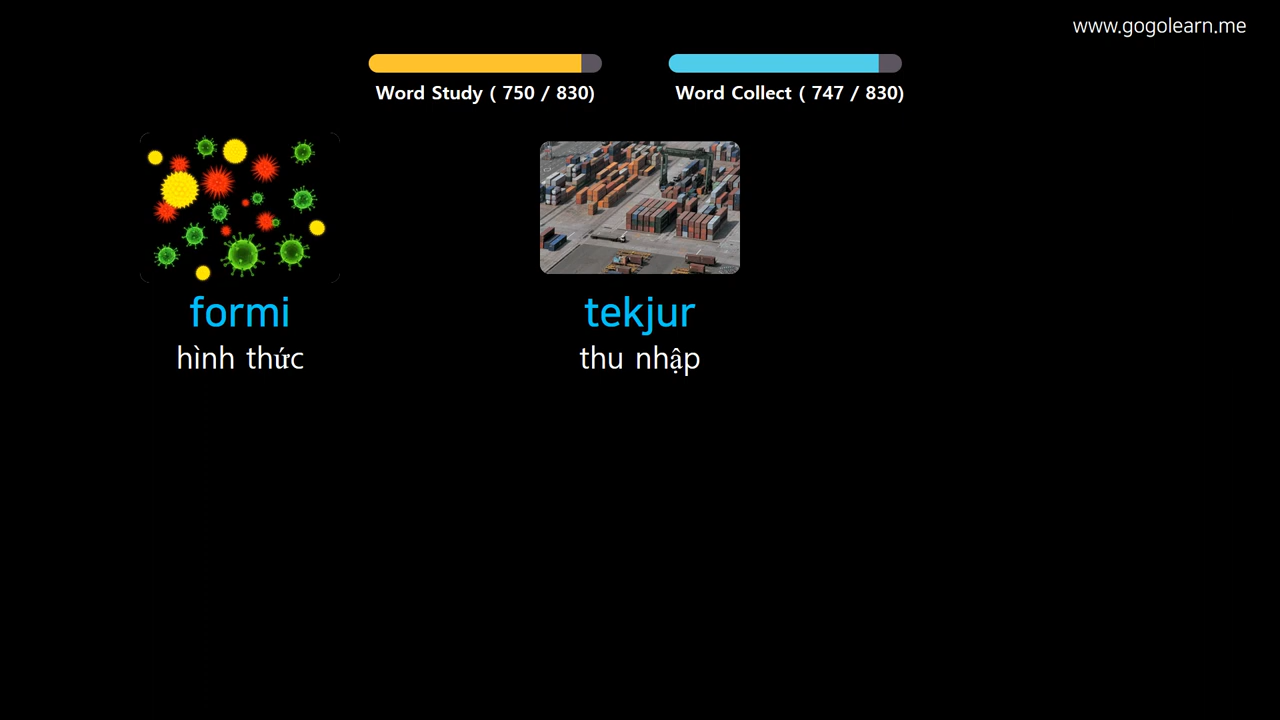 www.gogolearn.me
Word Study ( 750 / 830)
Word Collect ( 747 / 830)
formi
hình thức
tekjur
thu nhập